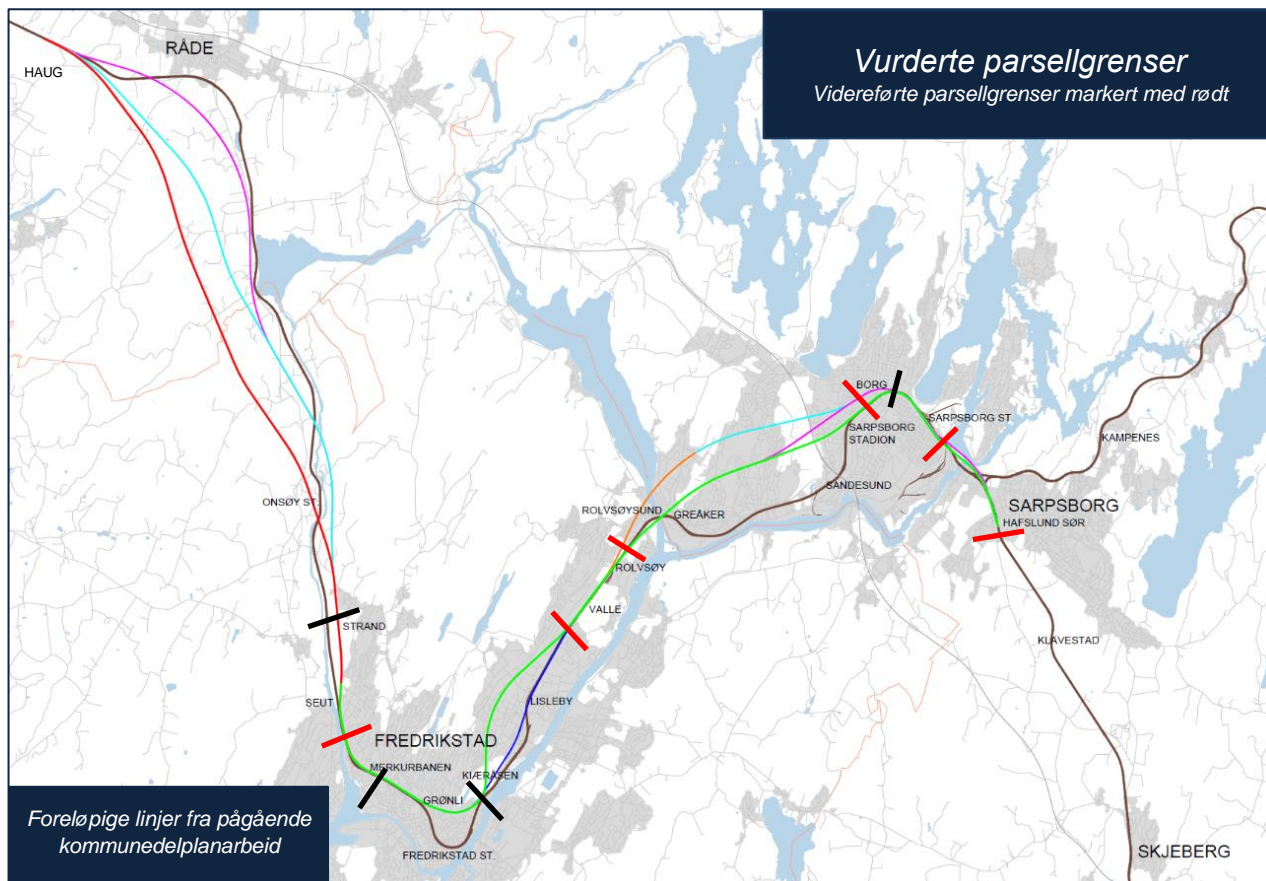 RÅDE
HAUG
Vurderte parsellgrenser
Videreførte parsellgrenser markert med rødt
BORG
SARPSBORG ST.
SARPSBORG
STADION
KAMPENES
SANDESUND
ONSØY ST.
ROLVSØYSUND
GREÅKER
SARPSBORG
HAFSLUND SØR
ROLVSØY
VALLE
STRAND
KLAVESTAD
SEUT
LISLEBY
FREDRIKSTAD
MERKURBANEN
KIÆRÅSEN
GRØNLI
FREDRIKSTAD ST.
Foreløpige linjer fra pågående
kommunedelplanarbeid
SKJEBERG